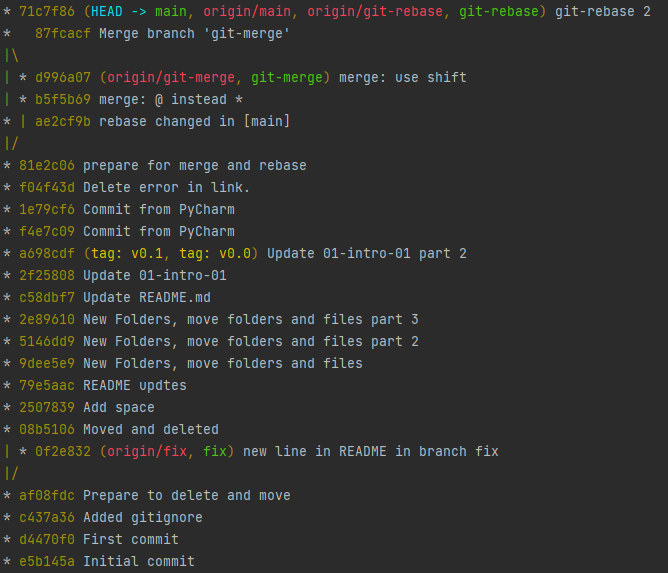 * 71c7f86 (HEAD -> main, origin/main, origin/git-rebase, git-rebase) git-rebase 2
*   87fcacf Merge branch 'git-merge'
|\
| * d996a07 (origin/git-merge, git-merge) merge: use shift
| * b5f5b69 merge: @ instead *
* | ae2cf9b rebase changed in [main]
|/
* 81e2c06 prepare for merge and rebase
* f04f43d Delete error in link.
* 1e79cf6 Commit from PyCharm
* f4e7c09 Commit from PyCharm
* a698cdf (tag: v0.1, tag: v0.0) Update 01-intro-01 part 2
* 2f25808 Update 01-intro-01
* c58dbf7 Update README.md
* 2e89610 New Folders, move folders and files part 3
* 5146dd9 New Folders, move folders and files part 2
* 9dee5e9 New Folders, move folders and files
* 79e5aac README updtes
* 2507839 Add space
* 08b5106 Moved and deleted
| * 0f2e832 (origin/fix, fix) new line in README in branch fix
|/
* af08fdc Prepare to delete and move
* c437a36 Added gitignore
* d4470f0 First commit
* e5b145a Initial commit